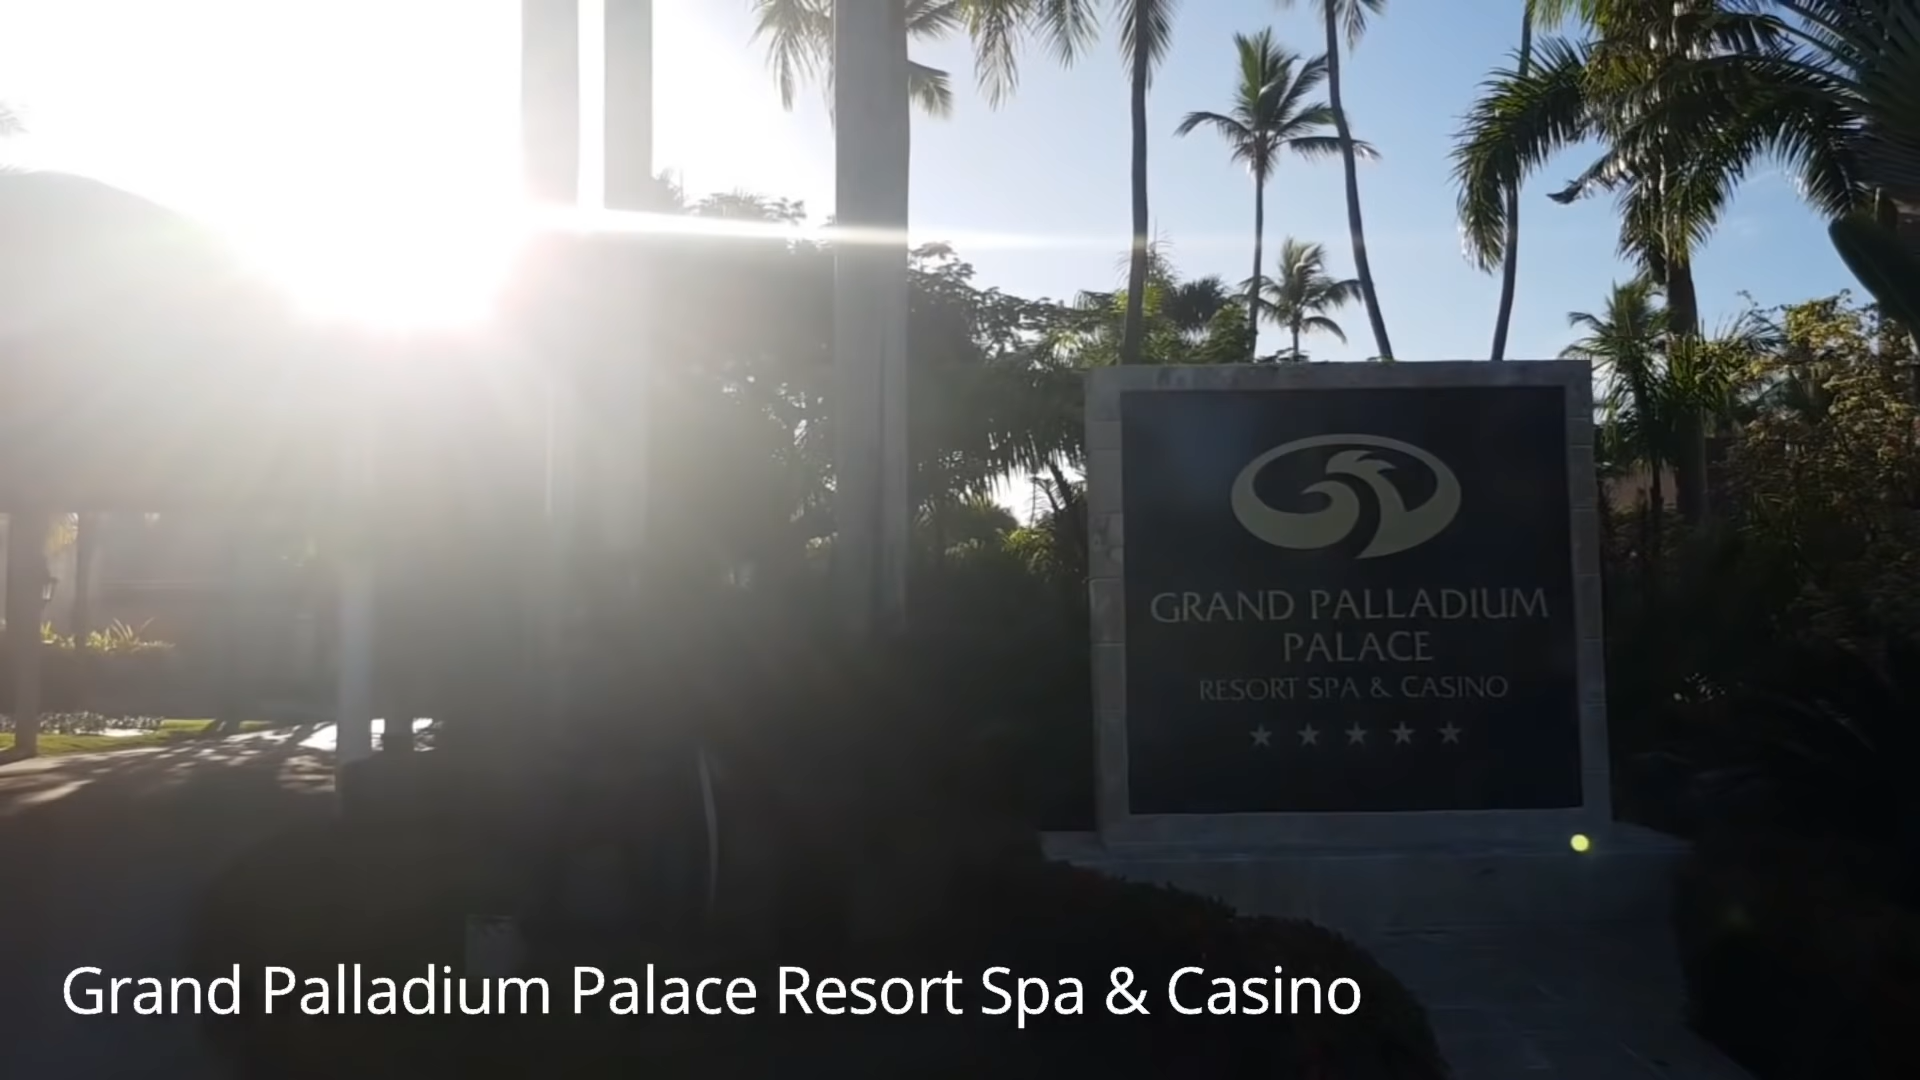 GRAND PALLADIUM
PALACE
RESORT SPA & CASINO
Grand Palladium Palace Resort Spa & Casino